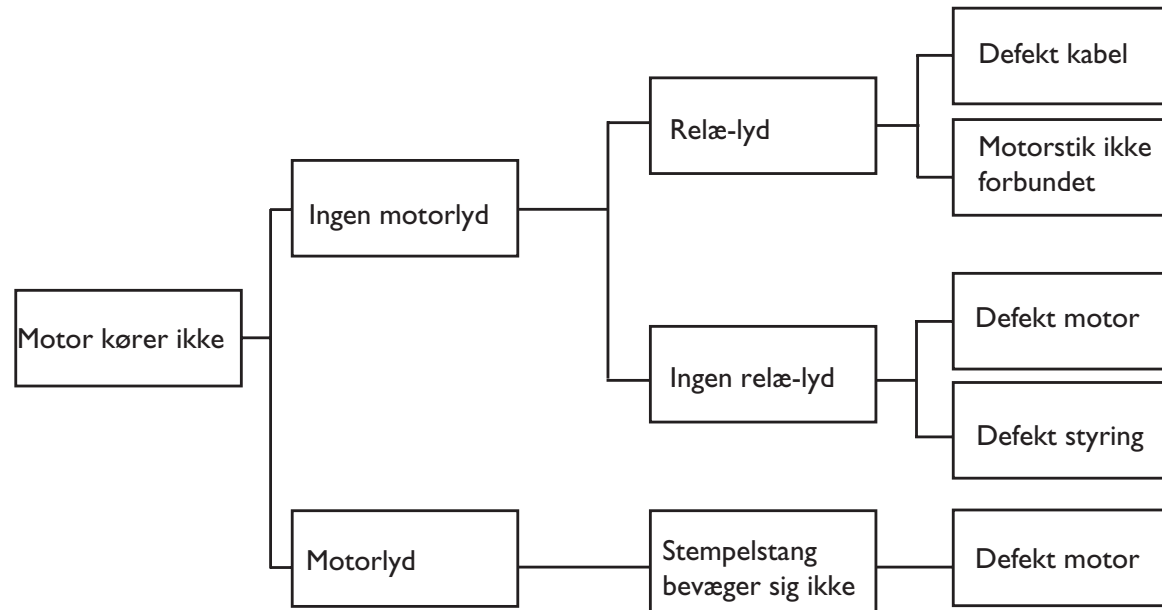 Motor kører ikke
Ingen motorlyd
Relæ-lyd
Defekt kabel
Motorstik ikke
forbundet
Ingen relæ-lyd
Defekt motor
Defekt styring
Motorlyd
Stempelstang
bevæger sig ikke
Defekt motor